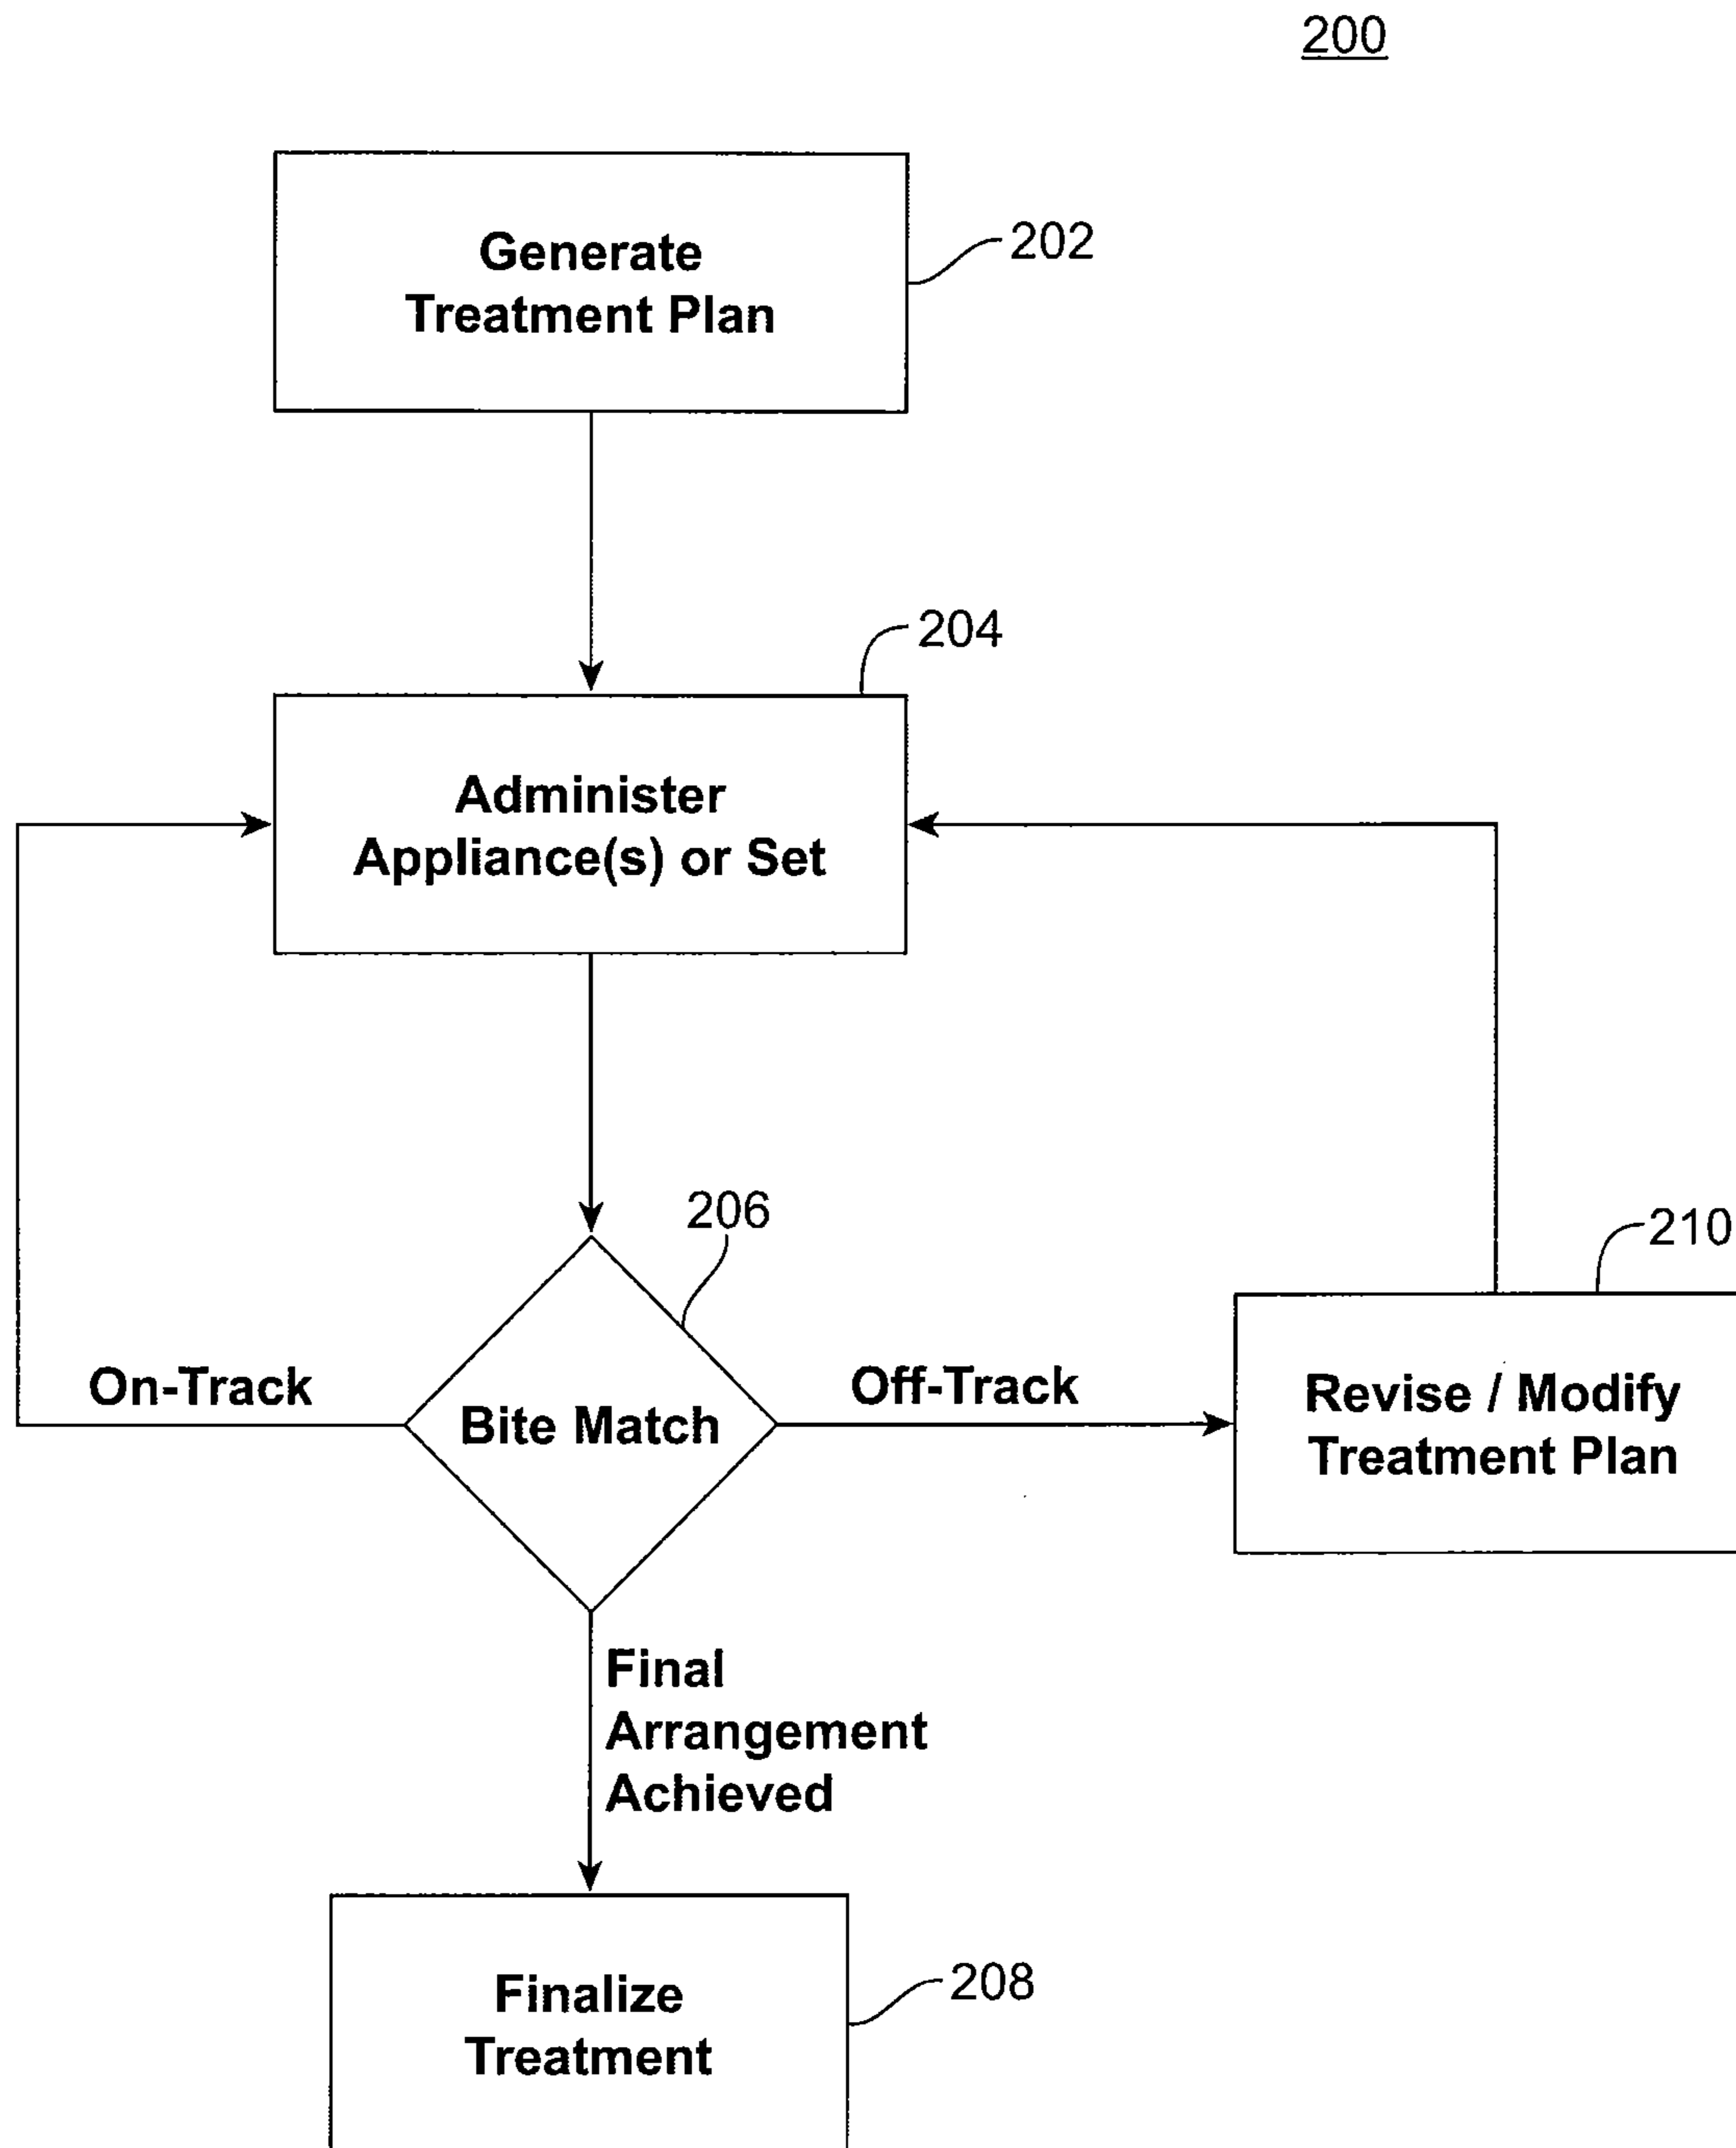 200
Generate
Treatment Plan
202
204
Administer
Appliance(s) or Set
206
210
On-Track
Bite Match
Off-Track
Revise / Modify
Treatment Plan
Final
Arrangement
Achieved
Finalize
Treatment
208